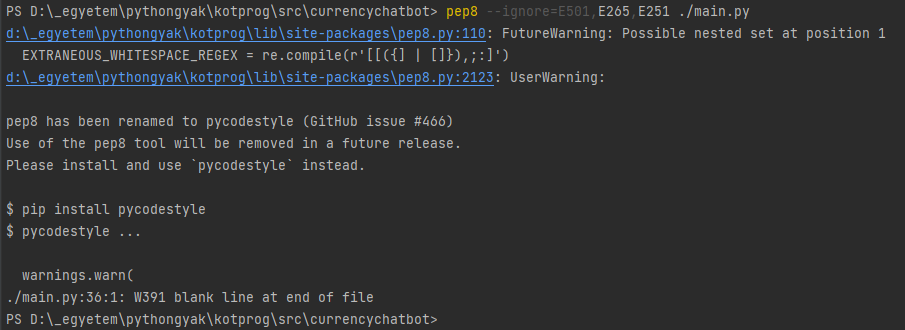 PS D:\_egyetem\pythongyak\kotprog\src\currencychatbot> pep8 --ignore=E501,E265,E251 ./main.py
d:\_egyetem\pythongyak\kotprog\lib\site-packages\pep8.py:110: FutureWarning: Possible nested set at position 1
  EXTRANEOUS_WHITESPACE_REGEX = re.compile(r'[[({] | []}),;:]')
d:\_egyetem\pythongyak\kotprog\lib\site-packages\pep8.py:2123: UserWarning:

pep8 has been renamed to pycodestyle (GitHub issue #466)
Use of the pep8 tool will be removed in a future release.
Please install and use `pycodestyle` instead.

$ pip install pycodestyle
$ pycodestyle ...

  warnings.warn(
./main.py:36:1: W391 blank line at end of file
PS D:\_egyetem\pythongyak\kotprog\src\currencychatbot>